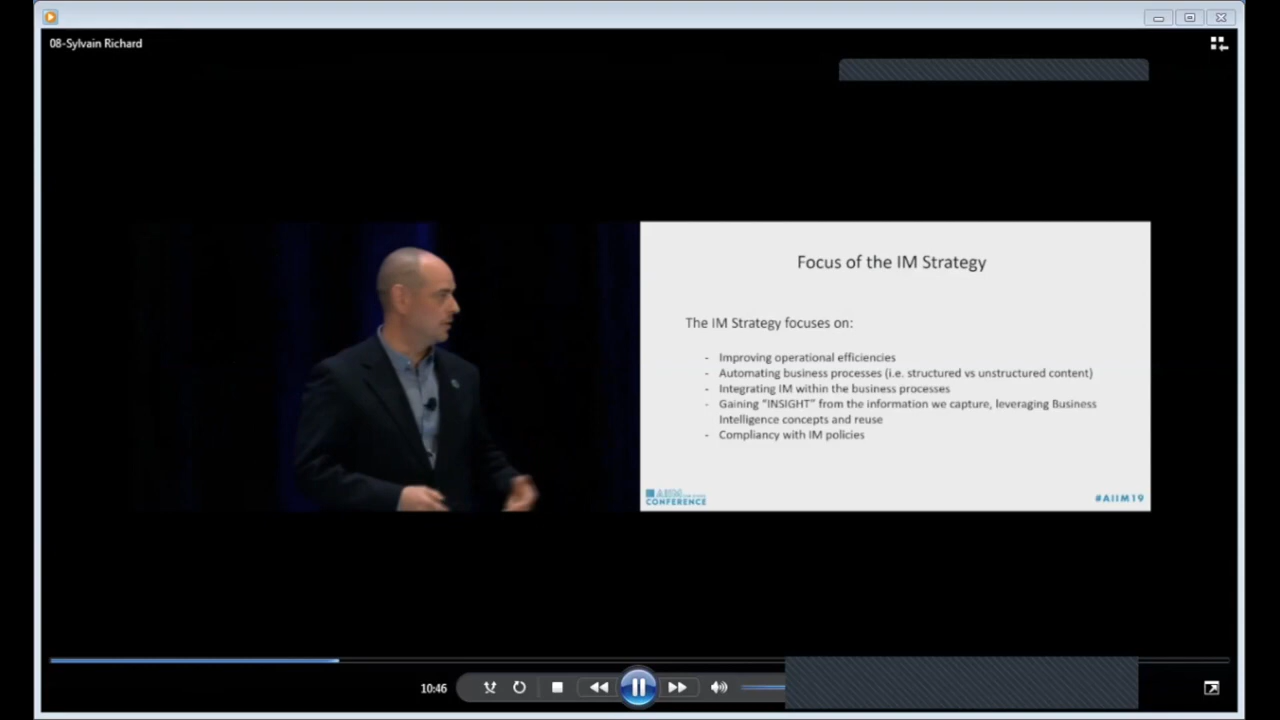 08-Sylvain Richard
Focus of the IM Strategy
The IM Strategy focuses on:
- Improving operational efficiencies
- Automating business processes (i.e. structured vs unstructured content)
- Integrating IM within the business processes
- Gaining “INSIGHT” from the information we capture, leveraging Business
Intelligence concepts and reuse
- Compliancy with IM policies
AIIM
CONFERENCE
#AIIM19
10:46